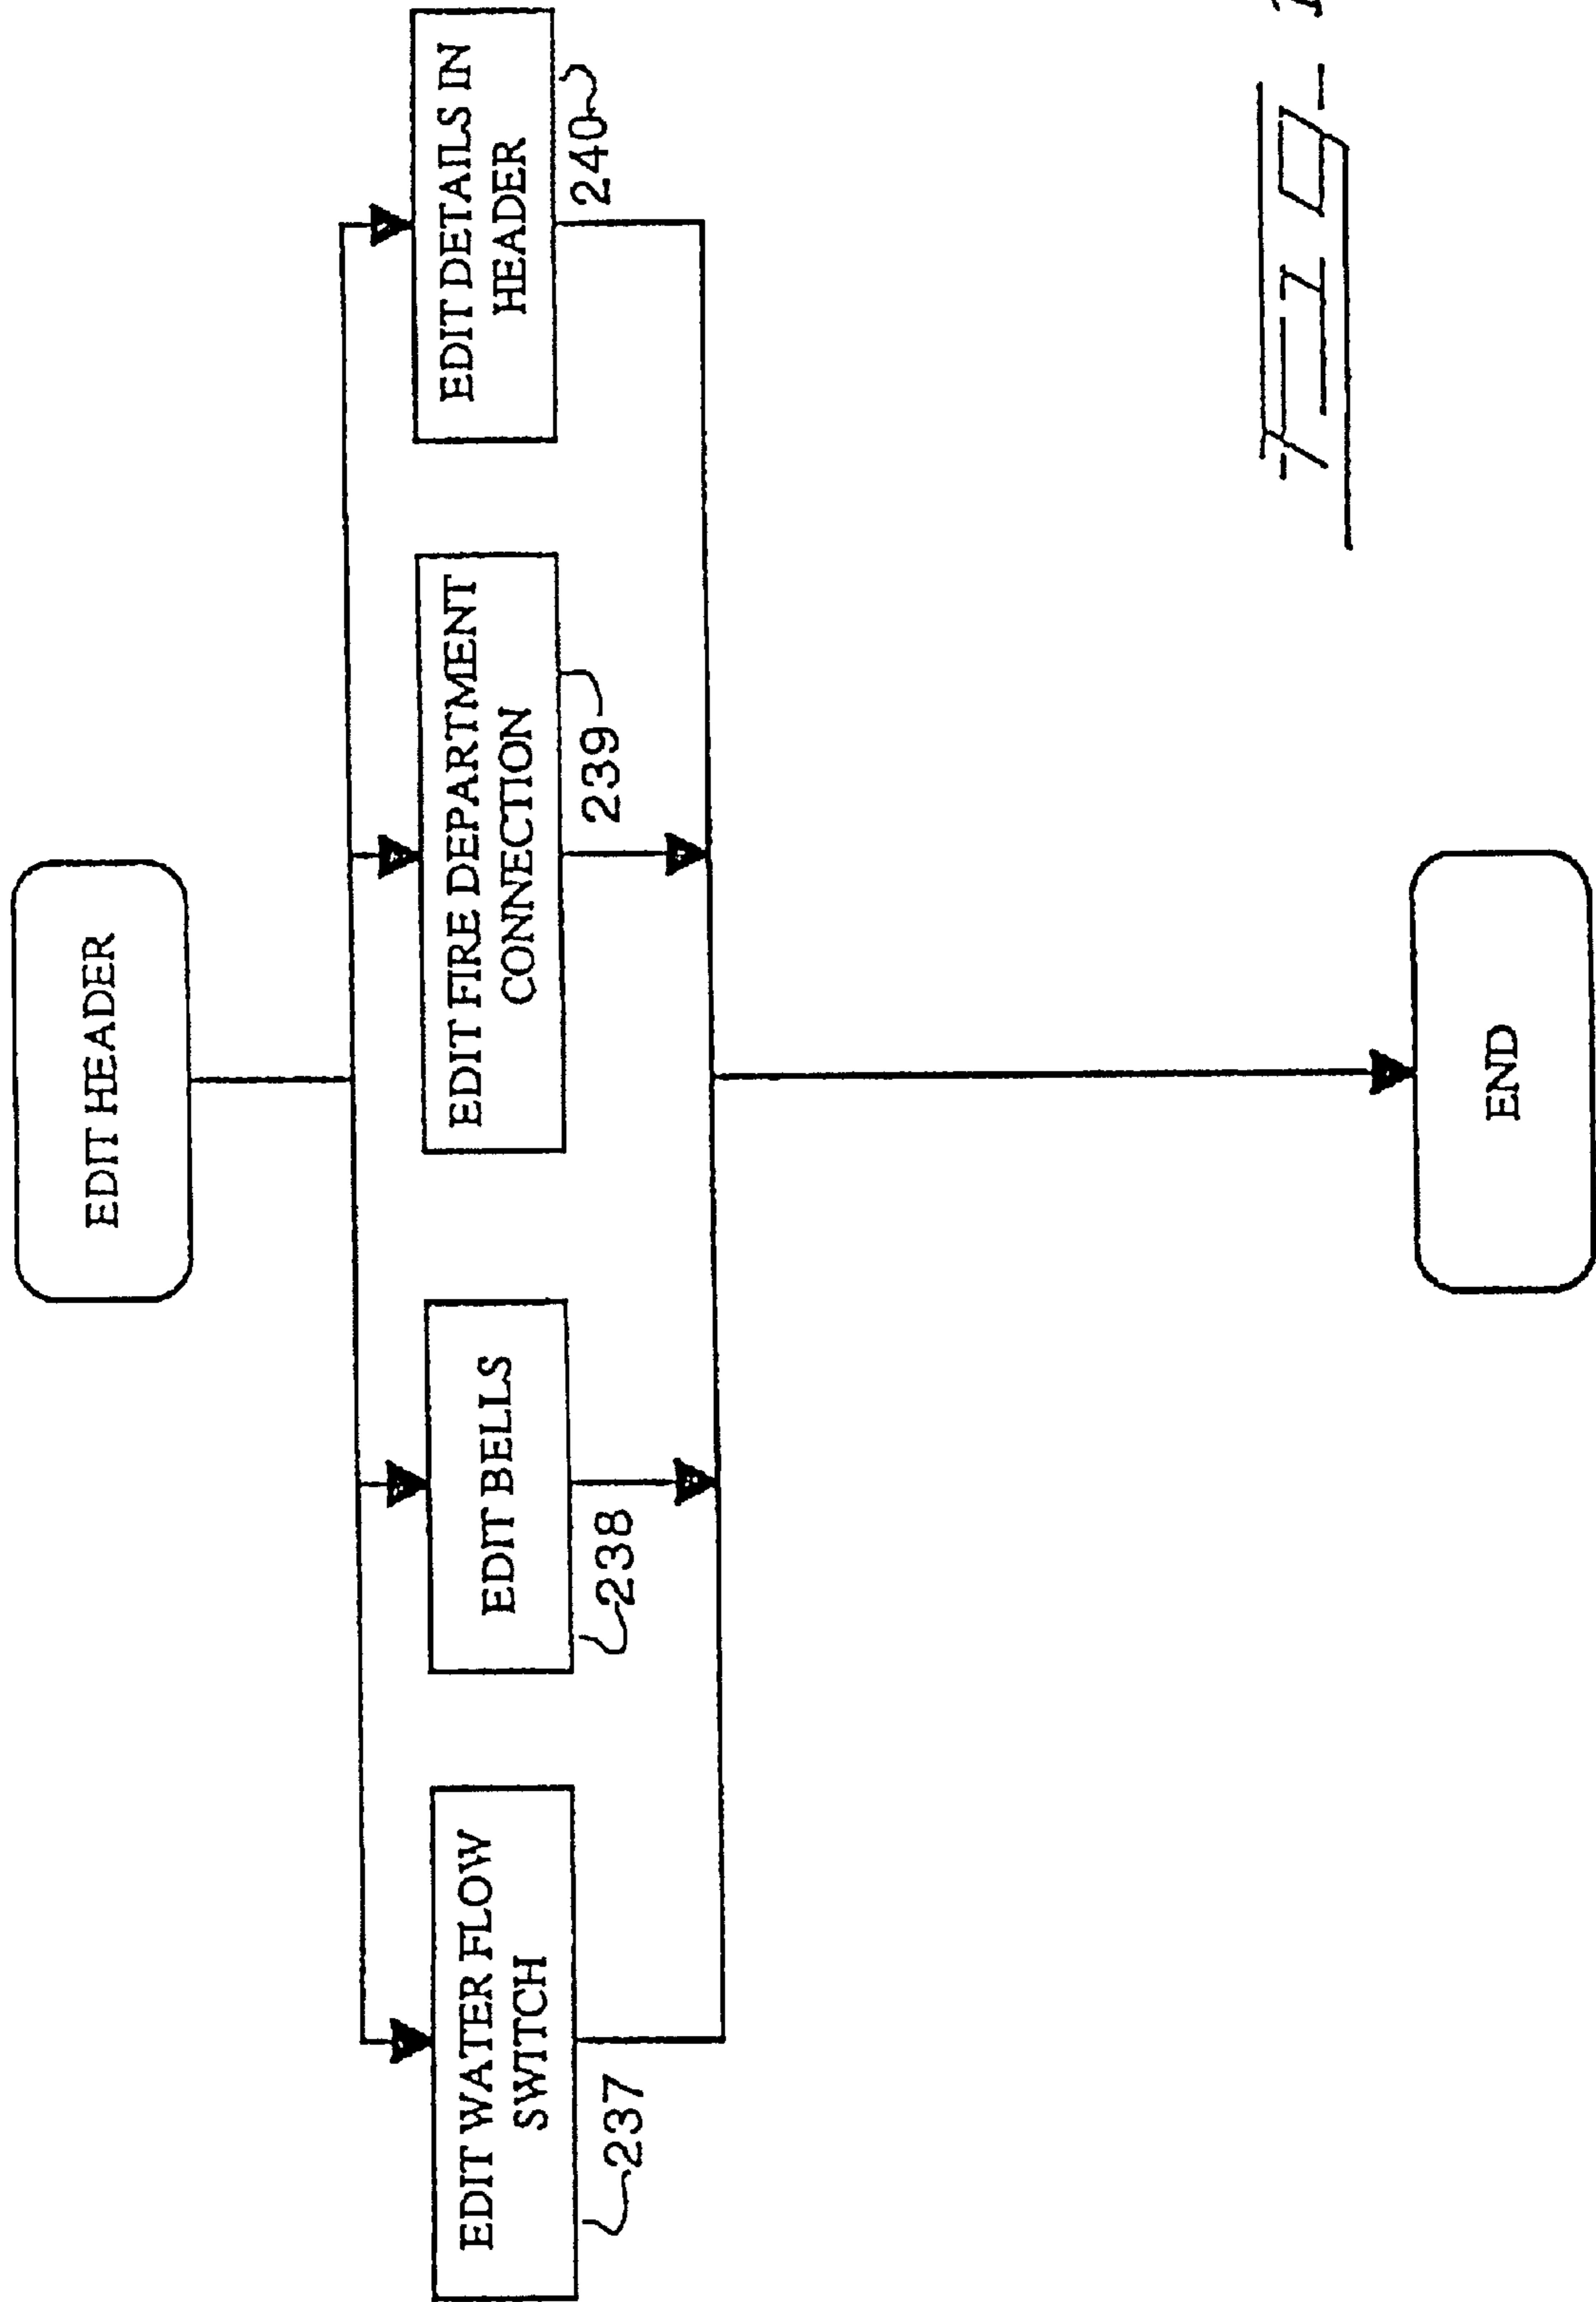 EDIT HEADER
EDIT WATER FLOW
SWITCH
237
EDIT BELLS
238
EDIT FIRE DEPARTMENT
CONNECTION
239
EDIT DETAILS IN
HEADER
240
END